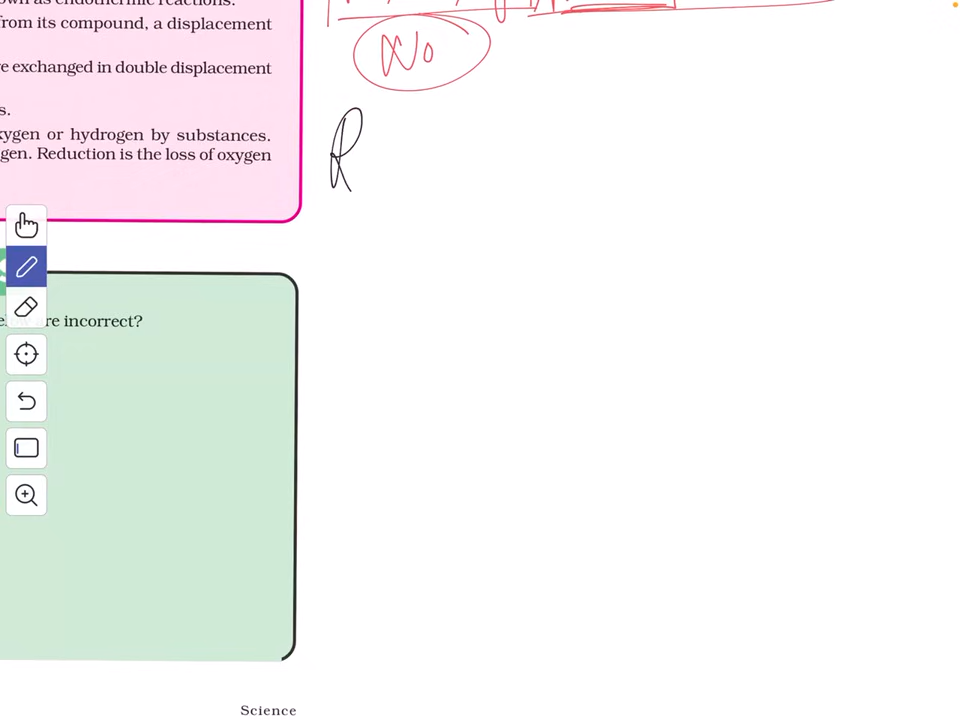 from its compound, a displacement
No
e exchanged in double displacement
s.
xygen or hydrogen by substances.
gen. Reduction is the loss of oxygen
R
are incorrect?
Science